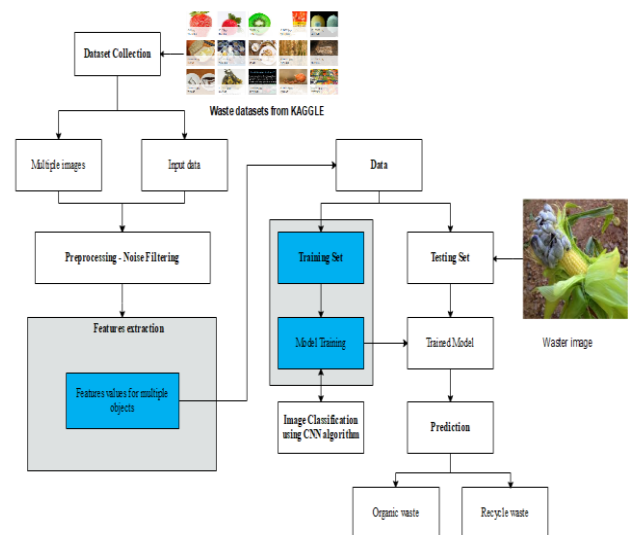 Dataset Collection
Waste datasets from KAGGLE
Multiple images
Input data
Preprocessing - Noise Filtering
Features extraction
Features values for multiple
objects
Data
Training Set
Testing Set
Model Training
Trained Model
Waster image
Image Classification
using CNN algorithm
Prediction
Organic waste
Recycle waste